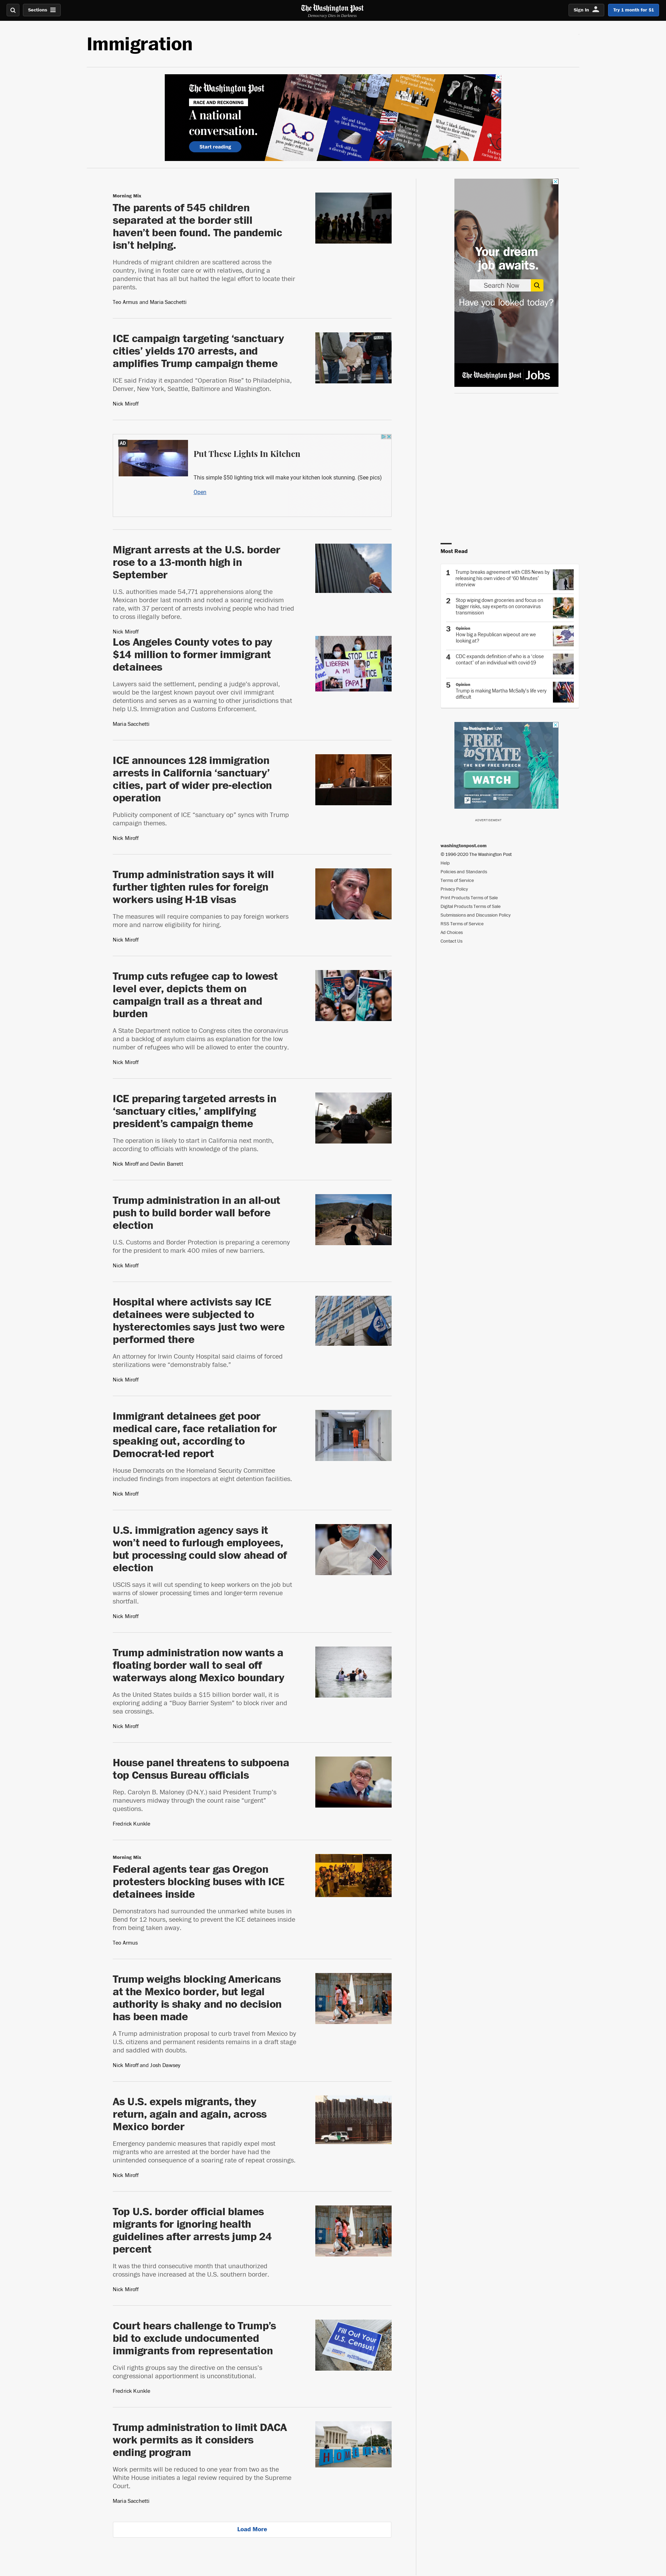 Sections
The Washington Post
Democracy Dies in Darkness
Sign in
Try 1 month for $1
Immigration
The Washington Post
RACE AND RECKONING
A national
conversation.
Start reading
Morning Mix
The parents of 545 children
separated at the border still
haven't been found. The pandemic
isn't helping.
Hundreds of migrant children are scattered across the
country, living in foster care or with relatives, during a
pandemic that has all but halted the legal effort to locate their
parents.
Teo Armus and Maria Sacchetti
ICE campaign targeting ‘sanctuary
cities’ yields 170 arrests, and
amplifies Trump campaign theme
ICE said Friday it expanded “Operation Rise” to Philadelphia,
Denver, New York, Seattle, Baltimore and Washington.
Nick Miroff
AD
Put These Lights In Kitchen
This simple $50 lighting trick will make your kitchen look stunning. (See pics)
Open
Migrant arrests at the U.S. border
rose to a 13-month high in
September
U.S. authorities made 54,771 apprehensions along the
Mexican border last month and noted a soaring recidivism
rate, with 37 percent of arrests involving people who had tried
to cross illegally before.
Nick Miroff
Los Angeles County votes to pay
$14 million to former immigrant
detainees
Lawyers said the settlement, pending a judge's approval,
would be the largest known payout over civil immigrant
detentions and serves as a warning to other jurisdictions that
help U.S. Immigration and Customs Enforcement.
Maria Sacchetti
ICE announces 128 immigration
arrests in California ‘sanctuary’
cities, part of wider pre-election
operation
Publicity component of ICE “sanctuary op” syncs with Trump
campaign themes.
Nick Miroff
Trump administration says it will
further tighten rules for foreign
workers using H-1B visas
The measures will require companies to pay foreign workers
more and narrow eligibility for hiring.
Nick Miroff
Trump cuts refugee cap to lowest
level ever, depicts them on
campaign trail as a threat and
burden
A State Department notice to Congress cites the coronavirus
and a backlog of asylum claims as explanation for the low
number of refugees who will be allowed to enter the country.
Nick Miroff
ICE preparing targeted arrests in
‘sanctuary cities,’ amplifying
president’s campaign theme
The operation is likely to start in California next month,
according to officials with knowledge of the plans.
Nick Miroff and Devlin Barrett
Trump administration in an all-out
push to build border wall before
election
U.S. Customs and Border Protection is preparing a ceremony
for the president to mark 400 miles of new barriers.
Nick Miroff
Hospital where activists say ICE
detainees were subjected to
hysterectomies says just two were
performed there
An attorney for Irwin County Hospital said claims of forced
sterilizations were “demonstrably false.”
Nick Miroff
Immigrant detainees get poor
medical care, face retaliation for
speaking out, according to
Democrat-led report
House Democrats on the Homeland Security Committee
included findings from inspectors at eight detention facilities.
Nick Miroff
U.S. immigration agency says it
won’t need to furlough employees,
but processing could slow ahead of
election
USCIS says it will cut spending to keep workers on the job but
warns of slower processing times and longer-term revenue
shortfall.
Nick Miroff
Trump administration now wants a
floating border wall to seal off
waterways along Mexico boundary
As the United States builds a $15 billion border wall, it is
exploring adding a “Buoy Barrier System” to block river and
sea crossings.
Nick Miroff
House panel threatens to subpoena
top Census Bureau officials
Rep. Carolyn B. Maloney (D-N.Y.) said President Trump’s
maneuvers midway through the count raise “urgent”
questions.
Fredrick Kunkle
Morning Mix
Federal agents tear gas Oregon
protesters blocking buses with ICE
detainees inside
Demonstrators had surrounded the unmarked white buses in
Bend for 12 hours, seeking to prevent the ICE detainees inside
from being taken away.
Teo Armus
Trump weighs blocking Americans
at the Mexico border, but legal
authority is shaky and no decision
has been made
A Trump administration proposal to curb travel from Mexico by
U.S. citizens and permanent residents remains in a draft stage
and saddled with doubts.
Nick Miroff and Josh Dawsey
As U.S. expels migrants, they
return, again and again, across
Mexico border
Emergency pandemic measures that rapidly expel most
migrants who are arrested at the border have had the
unintended consequence of a soaring rate of repeat crossings.
Nick Miroff
Top U.S. border official blames
migrants for ignoring health
guidelines after arrests jump 24
percent
It was the third consecutive month that unauthorized
crossings have increased at the U.S. southern border.
Nick Miroff
Court hears challenge to Trump’s
bid to exclude undocumented
immigrants from representation
Civil rights groups say the directive on the census’s
congressional apportionment is unconstitutional.
Fredrick Kunkle
Fill Out Your
U.S. Census!
Trump administration to limit DACA
work permits as it considers
ending program
Work permits will be reduced to one year from two as the
White House initiates a legal review required by the Supreme
Court.
Maria Sacchetti
Load More
Your dream
job awaits.
Search Now
Have you looked today?
The Washington Post Jobs
Most Read
1 Trump breaks agreement with CBS News by
releasing his own video of ‘60 Minutes’
interview
2 Stop wiping down groceries and focus on
bigger risks, say experts on coronavirus
transmission
3 Opinion
How big a Republican wipeout are we
looking at?
4 CDC expands definition of who is a ‘close
contact’ of an individual with covid-19
5 Opinion
Trump is making Martha McSally’s life very
difficult
The Washington Post LIVE
FREE
to STATE
THE NEW FREE SPEECH
WATCH
ADVERTISEMENT
washingtonpost.com
© 1996-2020 The Washington Post
Help
Policies and Standards
Terms of Service
Privacy Policy
Print Products Terms of Sale
Digital Products Terms of Sale
Submissions and Discussion Policy
RSS Terms of Service
Ad Choices
Contact Us